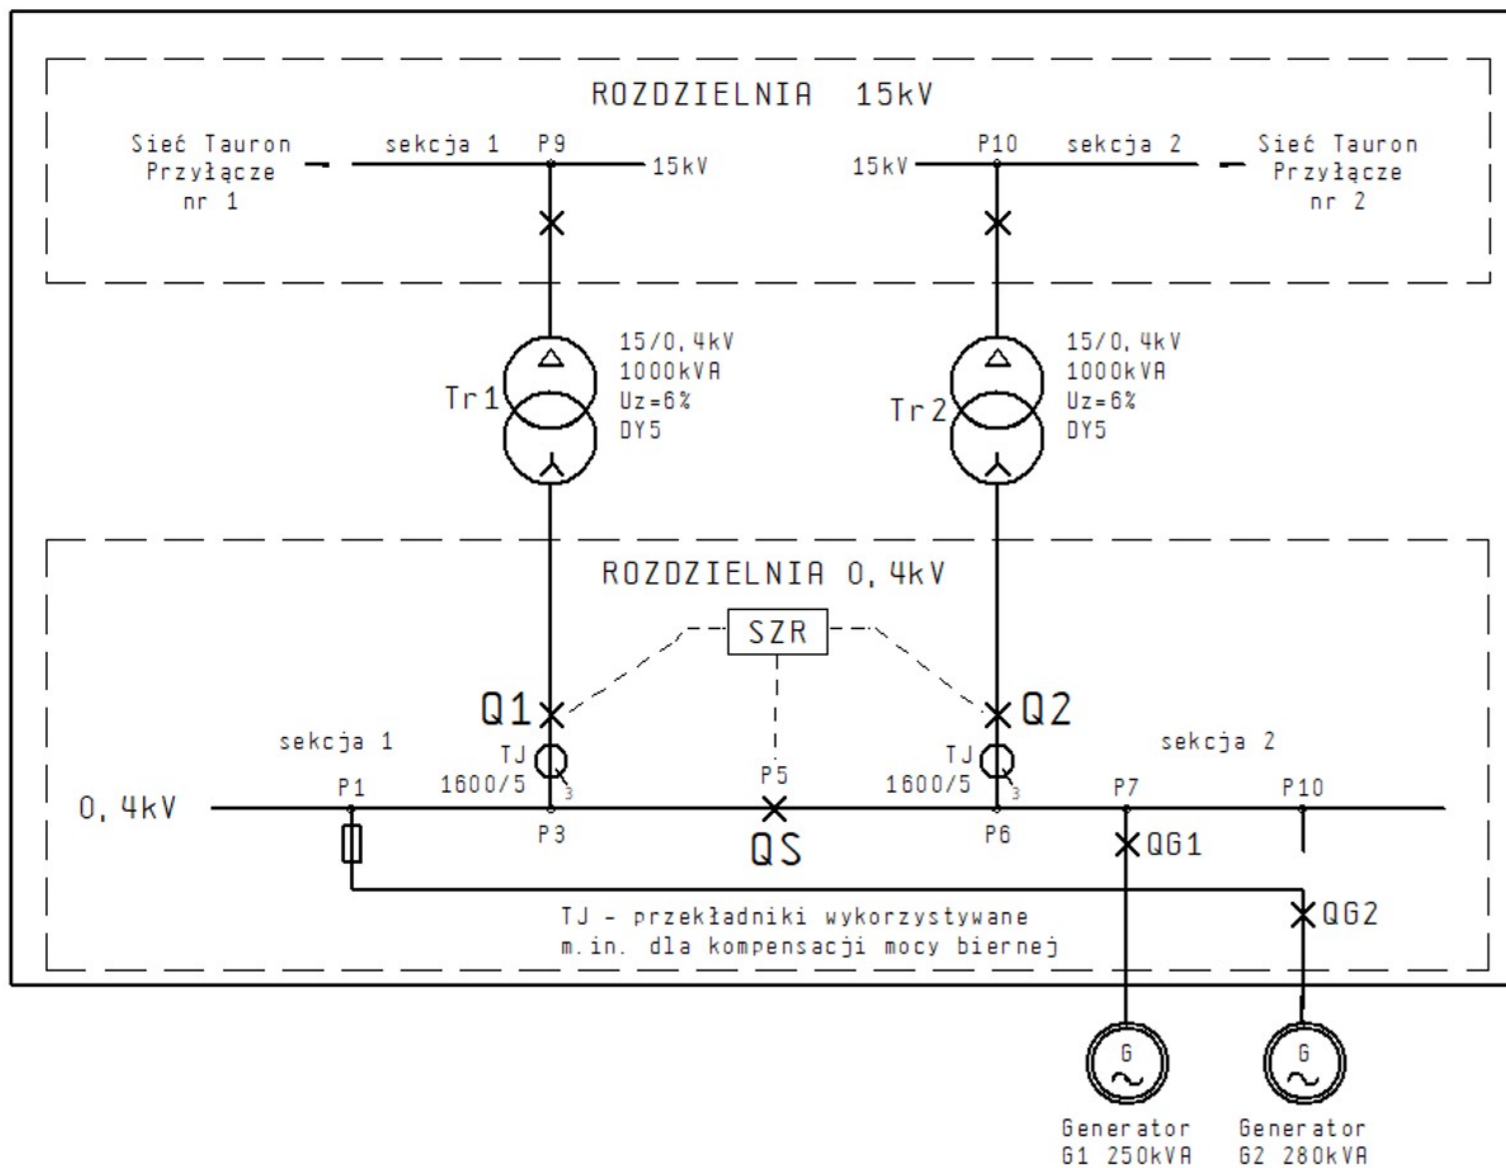 ROZDZIELNIA 15kV
Sieć Tauron
Przyłącze
nr 1
sekcja 1
P9
15kV
15kV
P10
sekcja 2
Sieć Tauron
Przyłącze
nr 2
Tr1
15/0,4kV
1000kVA
Uz=6%
DY5
Tr2
15/0,4kV
1000kVA
Uz=6%
DY5
ROZDZIELNIA 0,4kV
SZR
Q1
Q2
sekcja 1
TJ
1600/5
3
P5
TJ
1600/5
3
sekcja 2
0,4kV
P1
P3
QS
P6
P7
P10
QG1
QG2
TJ - przekładniki wykorzystywane
m.in. dla kompensacji mocy biernej
G
G
Generator
G1 250kVA
Generator
G2 280kVA